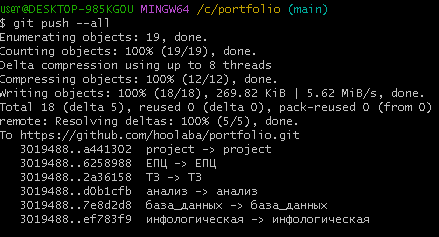 user@DESKTOP-985KGOU MINGW64 /c/portfolio (main)
$ git push --all
Enumerating objects: 19, done.
Counting objects: 100% (19/19), done.
Delta compression using up to 8 threads
Compressing objects: 100% (12/12), done.
Writing objects: 100% (18/18), 269.82 KiB | 5.62 MiB/s, done.
Total 18 (delta 5), reused 0 (delta 0), pack-reused 0 (from 0)
remote: Resolving deltas: 100% (5/5), done.
To https://github.com/hoolaba/portfolio.git
3019488..a441302 project -> project
3019488..6258988 ЕПЦ -> ЕПЦ
3019488..2a36158 ТЗ -> ТЗ
3019488..d0b1cfb анализ -> анализ
3019488..7e8d2d8 база_данных -> база_данных
3019488..ef783f9 инфологическая -> инфологическая